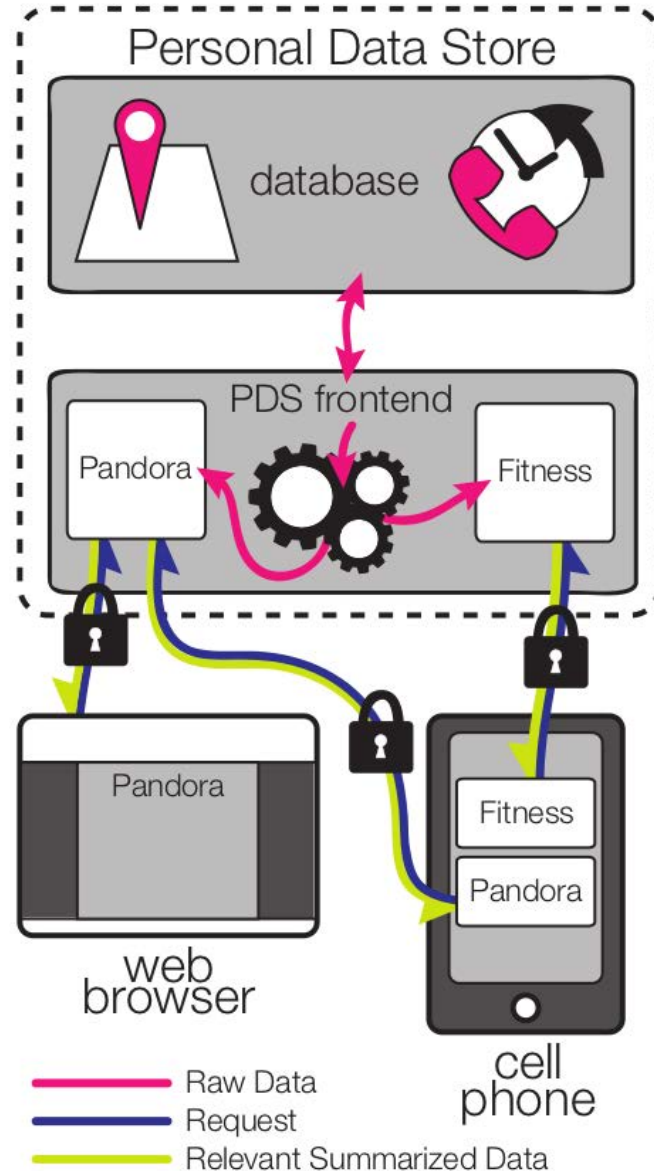 Personal Data Store
database
PDS frontend
Pandora
Fitness
Pandora
Fitness
Pandora
web
browser
cell
phone
Raw Data
Request
Relevant Summarized Data